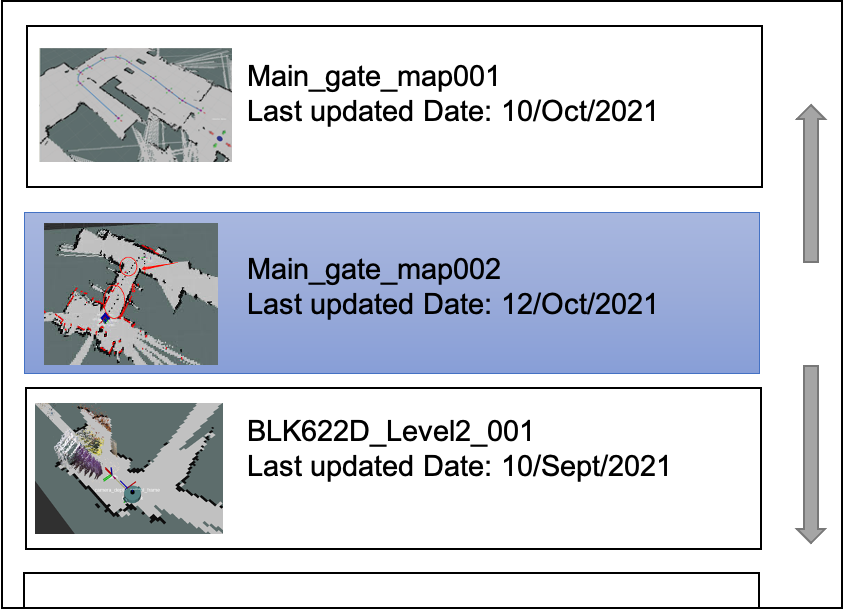 Main_gate_map001
Last updated Date: 10/Oct/2021
Main_gate_map002
Last updated Date: 12/Oct/2021
BLK622D_Level2_001
Last updated Date: 10/Sept/2021